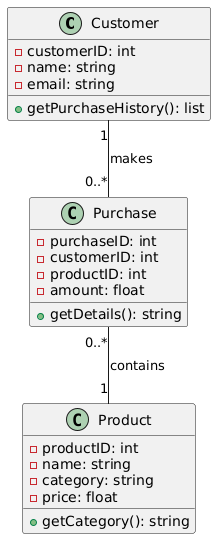 C Customer
customerID: int
name: string
email: string
getPurchaseHistory(): list
1
makes
0..*
C Purchase
purchaseID: int
customerID: int
productID: int
amount: float
getDetails(): string
0..*
contains
1
C Product
productID: int
name: string
category: string
price: float
getCategory(): string